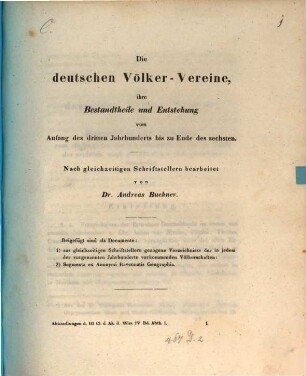 Die
deutschen Völker-Vereine,
ihre
Bestandtheile und Entstehung
vom
Anfang des dritten Jahrhunderts bis zu Ende des sechsten.
Nach gleichzeitigen Schriftstellern bearbeitet
von
Dr. Andreas Buchner.
Beigefügt sind als Documente:
1) aus gleichzeitigen Schriftstellern gezogene Verzeichnisse der in jedem
der vorgenannten Jahrhunderte vorkommenden Völkerschaften:
2) Segmenta ex Anonymi Ravennatis Geographia.
Abhandlungen d. III Cl. d. Ak. d. Wiss. IV. Bd. Abth. I. 1